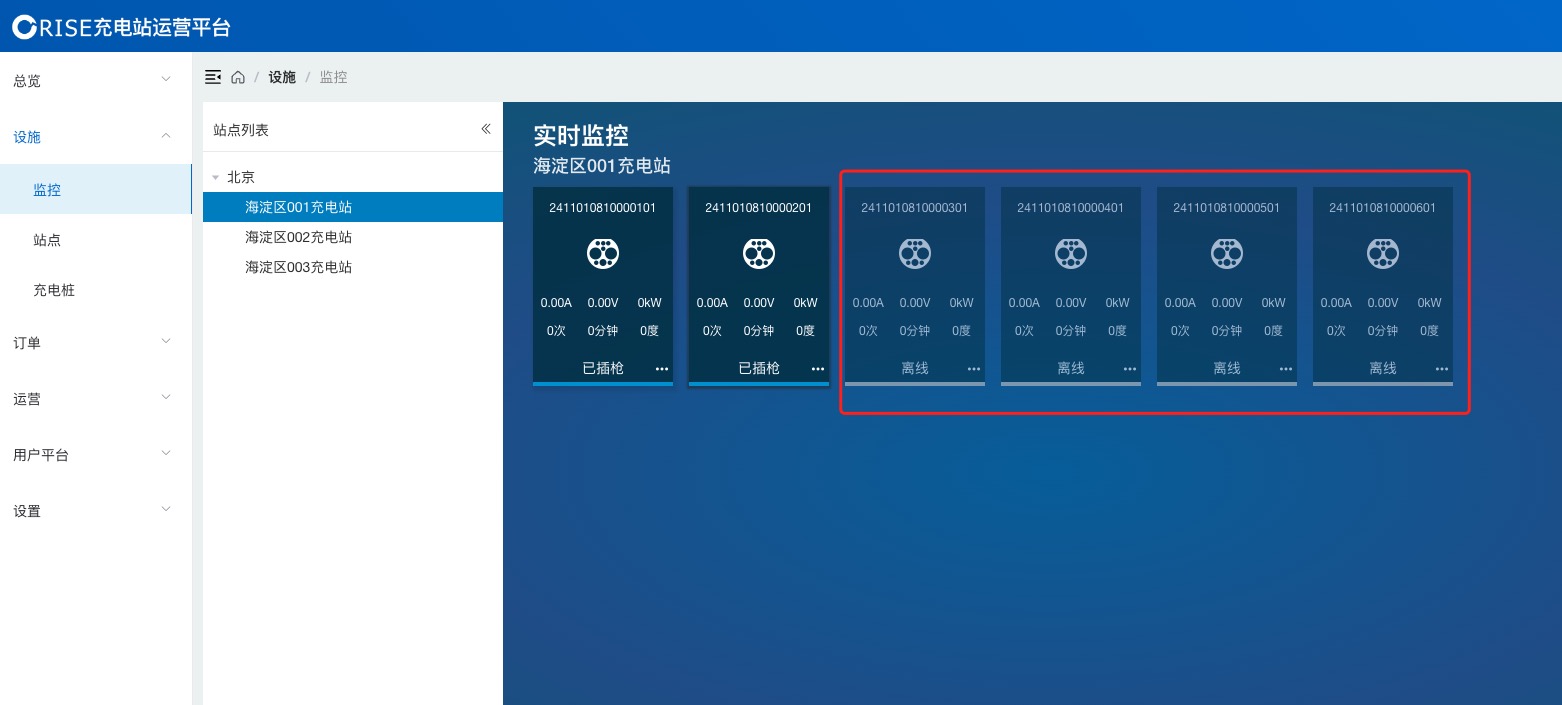 ORISE充电站运营平台
总览
设施
监控
站点
充电桩
订单
运营
用户平台
设置
/ 设施 / 监控
站点列表
北京
海淀区001充电站
海淀区002充电站
海淀区003充电站
实时监控
海淀区001充电站
2411010810000101
0.00A 0.00V 0kW
0次 0分钟 0度
已插枪
2411010810000201
0.00A 0.00V 0kW
0次 0分钟 0度
已插枪
2411010810000301
0.00A 0.00V 0kW
0次 0分钟 0度
离线
2411010810000401
0.00A 0.00V 0kW
0次 0分钟 0度
离线
2411010810000501
0.00A 0.00V 0kW
0次 0分钟 0度
离线
2411010810000601
0.00A 0.00V 0kW
0次 0分钟 0度
离线